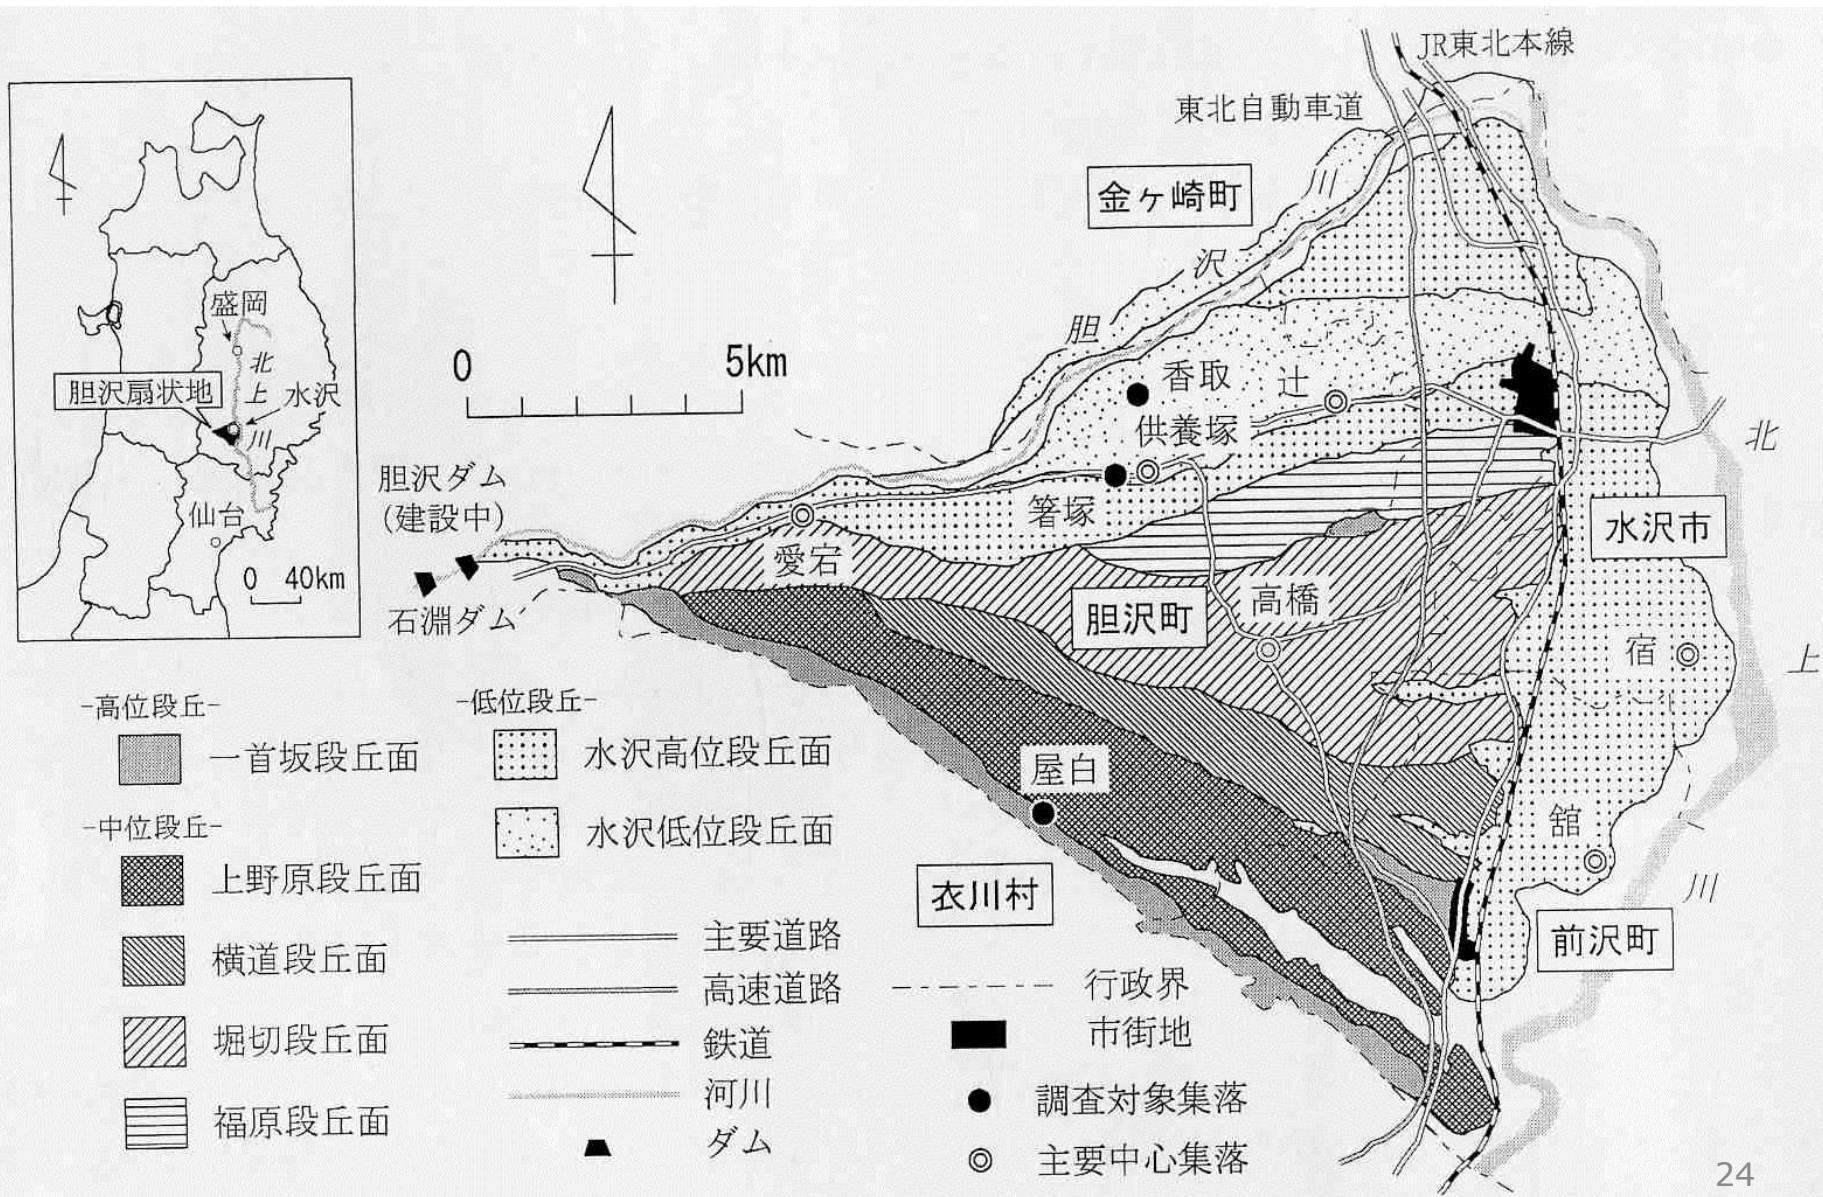 JR東北本線
東北自動車道
金ヶ崎町
盛岡
北
上
川
胆沢扇状地
水沢
仙台
0 40km
0 5km
胆
沢
香取
辻
供養塚
箸塚
胆沢ダム
(建設中)
愛宕
石淵ダム
水沢市
北
上
川
胆沢町
高橋
宿
屋白
舘
衣川村
前沢町
-高位段丘-
一首坂段丘面
-中位段丘-
上野原段丘面
横道段丘面
堀切段丘面
福原段丘面
-低位段丘-
水沢高位段丘面
水沢低位段丘面
主要道路
高速道路
鉄道
河川
ダム
行政界
市街地
調査対象集落
主要中心集落
24